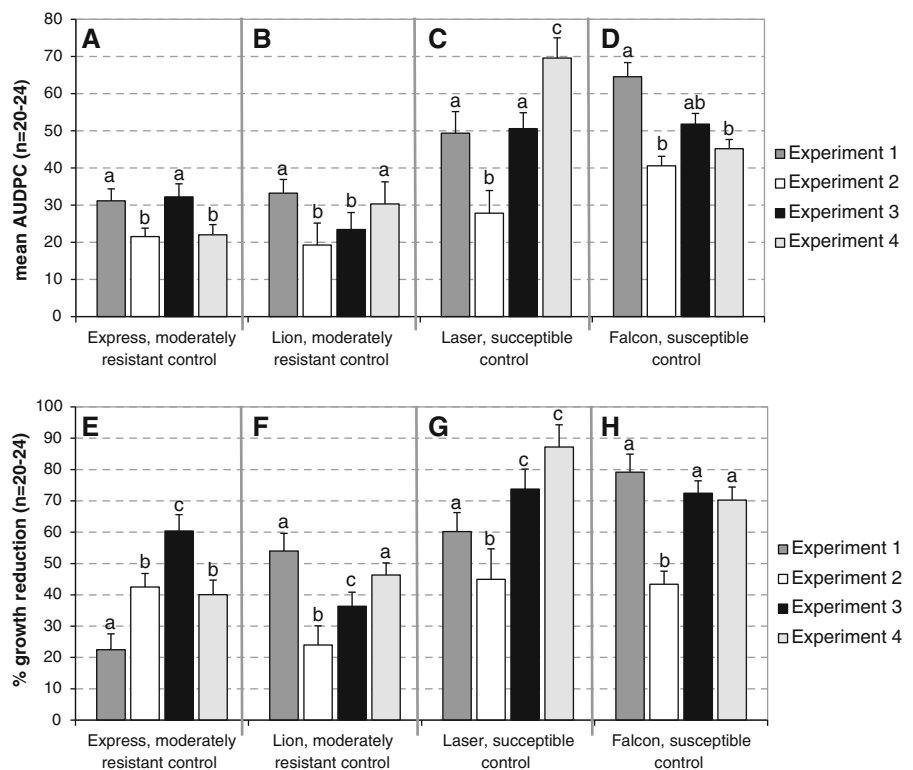 mean AUDPC (n=20-24)
80
70
60
50
40
30
20
10
0
A
B
C
D
a
b
a
b
a
b
b
a
a
b
a
c
a
b
ab
b
Express, moderately
resistant control
Lion, moderately
resistant control
Laser, susceptible
control
Falcon, susceptible
control
Experiment 1
Experiment 2
Experiment 3
Experiment 4
% growth reduction (n=20-24)
100
90
80
70
60
50
40
30
20
10
0
E
F
G
H
a
b
c
b
a
b
c
a
a
b
c
c
a
b
a
a
Express, moderately
resistant control
Lion, moderately
resistant control
Laser, susceptible
control
Falcon, susceptible
control
Experiment 1
Experiment 2
Experiment 3
Experiment 4